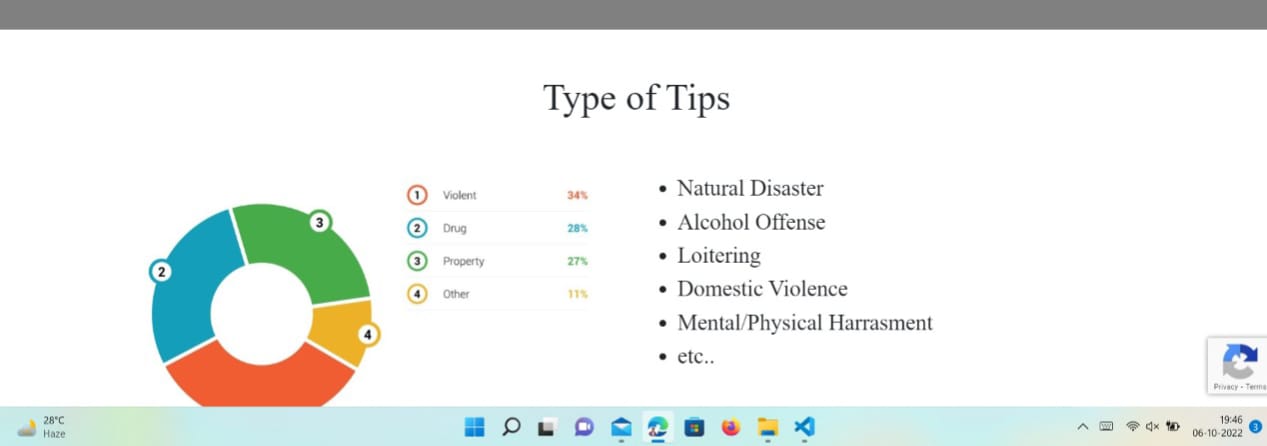 Type of Tips
1 Violent 34%
2 Drug 28%
3 Property 27%
4 Other 11%
2
3
4
• Natural Disaster
• Alcohol Offense
• Loitering
• Domestic Violence
• Mental/Physical Harrasment
• etc..
Privacy - Terms
28°C
Haze
19:46
06-10-2022
3